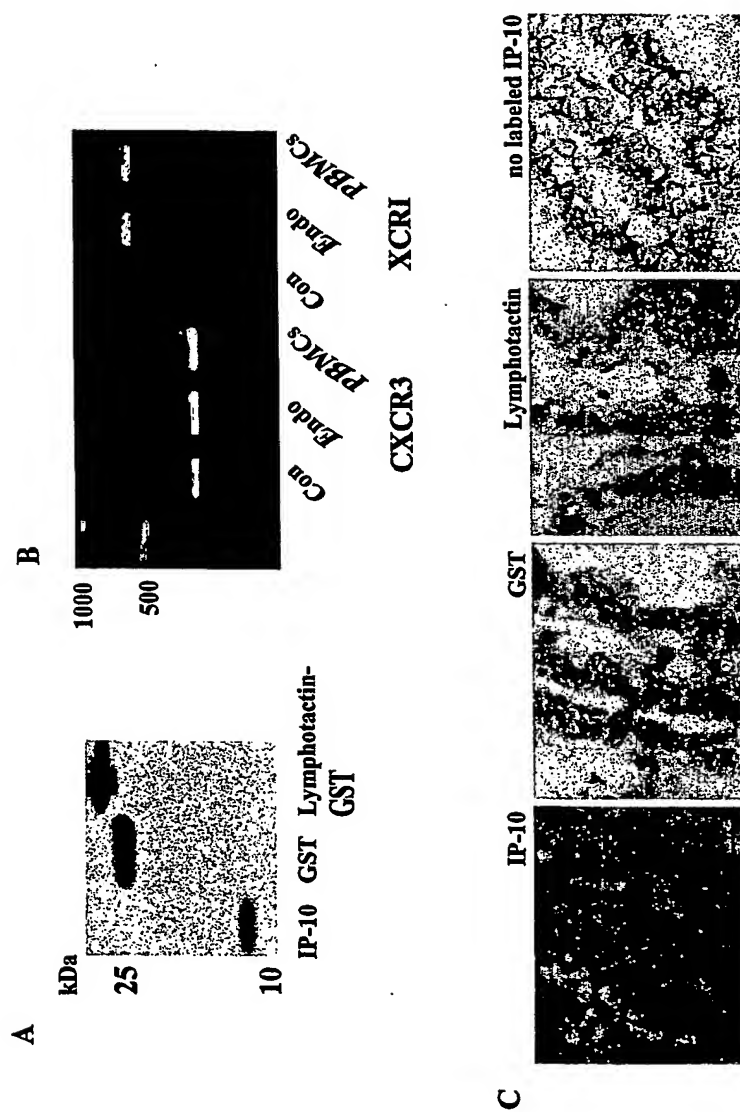 A
kDa
25
10
IP-10 GST Lymphotactin-
GST
B
1000
500
Con Endo PBMCs Con Endo PBMCs
CXCR3 XCRI
C
IP-10 GST Lymphotactin no labeled IP-10